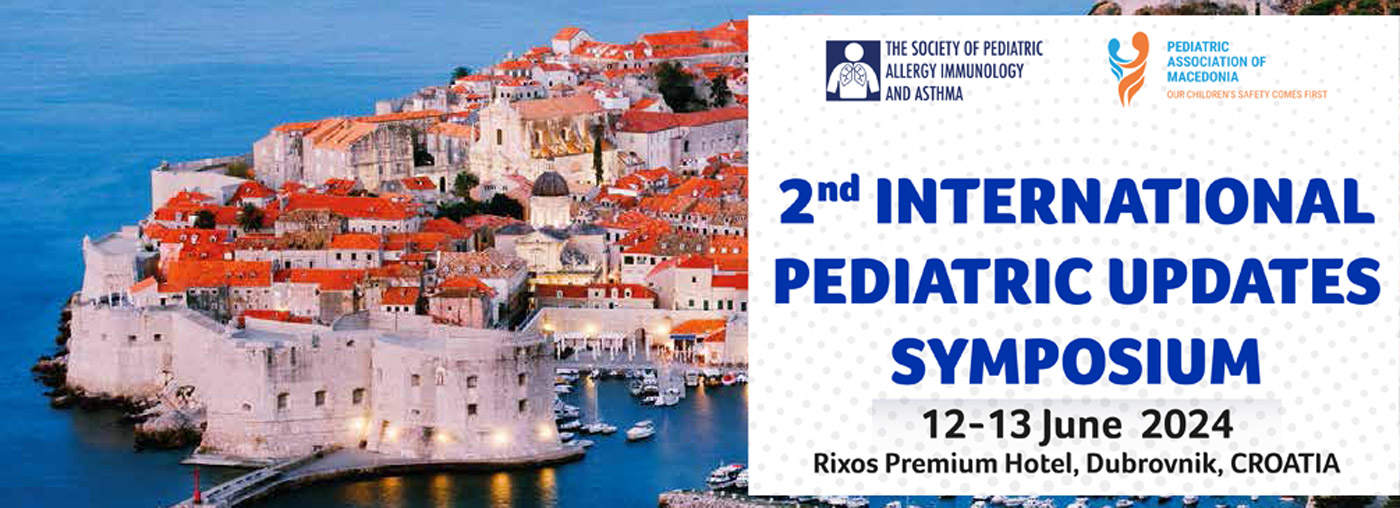 THE SOCIETY OF PEDIATRIC
ALLERGY IMMUNOLOGY
AND ASTHMA
PEDIATRIC
ASSOCIATION OF
MACEDONIA
OUR CHILDREN'S SAFETY COMES FIRST
2nd INTERNATIONAL
PEDIATRIC UPDATES
SYMPOSIUM
12-13 June 2024
Rixos Premium Hotel, Dubrovnik, CROATIA